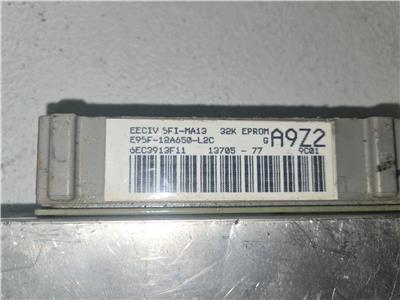 EECIV 5FI-MA13 32K EPROM
E95F-12A650-L2C G A9Z2
6EC3913F11 13705 - 77 9C01